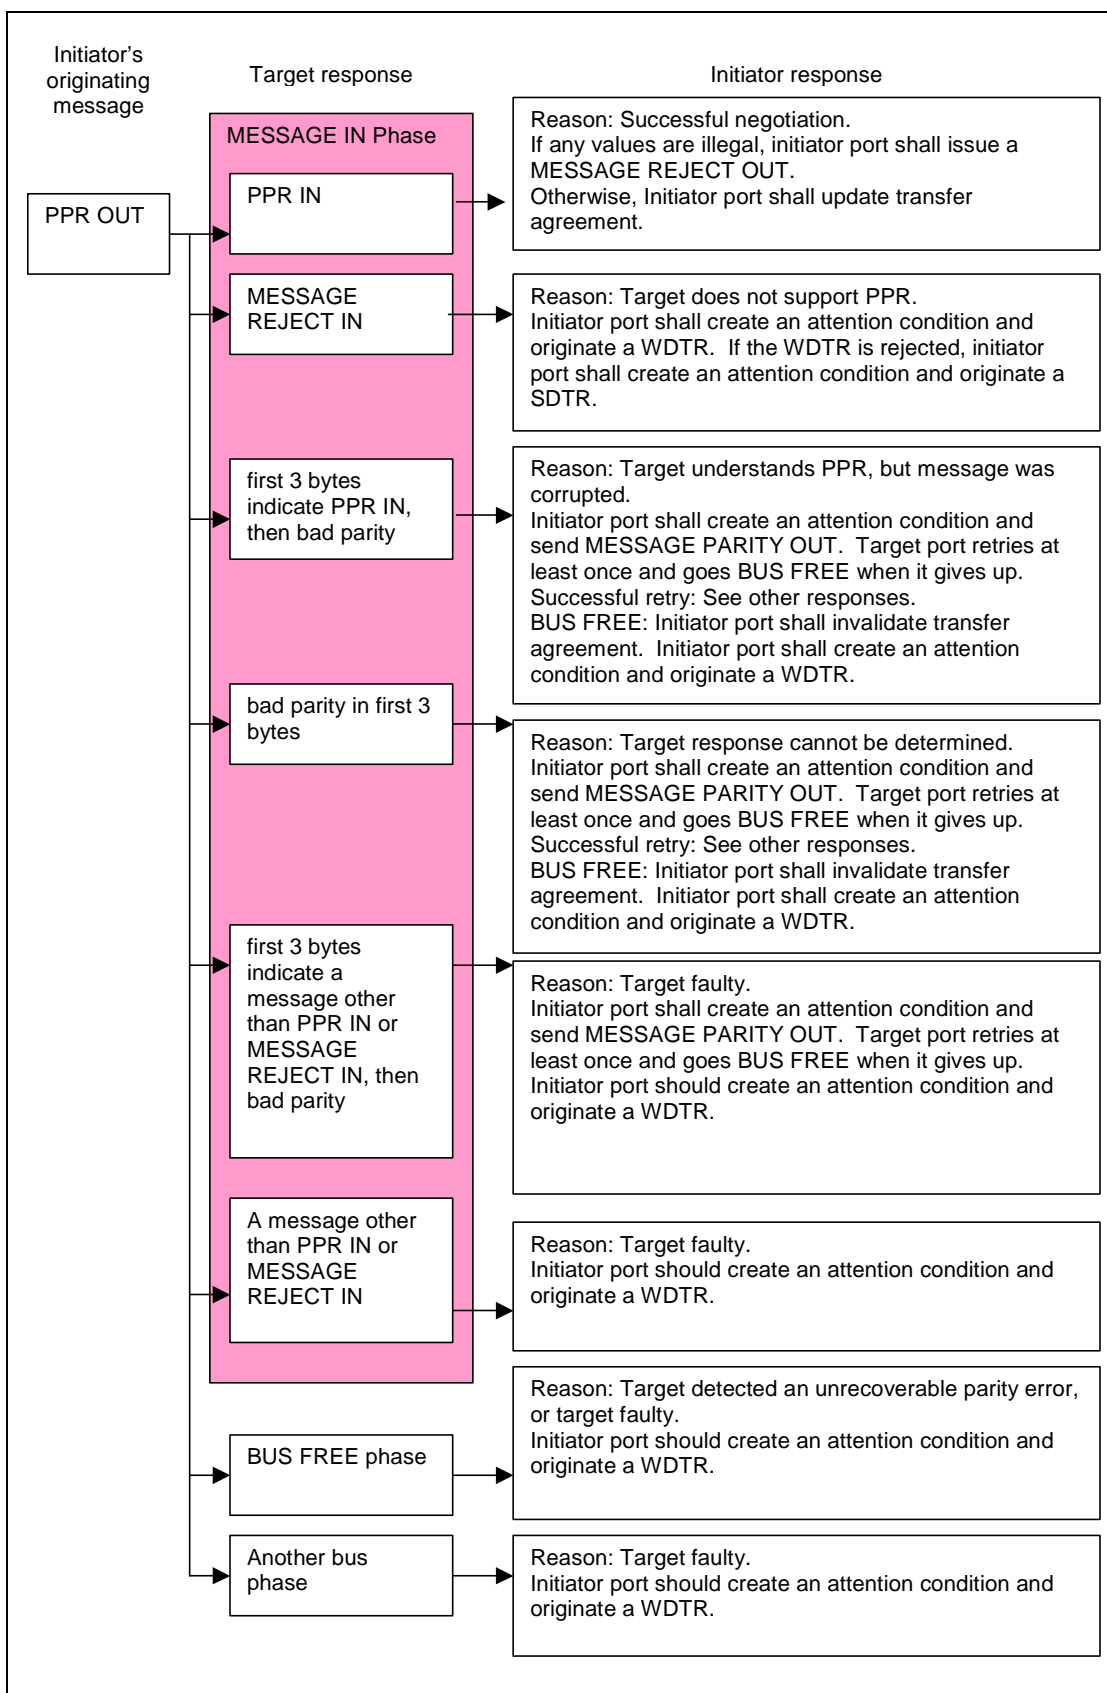 Initiator's
originating
message
Target response
Initiator response
MESSAGE IN Phase
PPR OUT
PPR IN
Reason: Successful negotiation.
If any values are illegal, initiator port shall issue a
MESSAGE REJECT OUT.
Otherwise, Initiator port shall update transfer
agreement.
MESSAGE
REJECT IN
Reason: Target does not support PPR.
Initiator port shall create an attention condition and
originate a WDTR.  If the WDTR is rejected, initiator
port shall create an attention condition and originate a
SDTR.
first 3 bytes
indicate PPR IN,
then bad parity
Reason: Target understands PPR, but message was
corrupted.
Initiator port shall create an attention condition and
send MESSAGE PARITY OUT.  Target port retries at
least once and goes BUS FREE when it gives up.
Successful retry: See other responses.
BUS FREE: Initiator port shall invalidate transfer
agreement.  Initiator port shall create an attention
condition and originate a WDTR.
bad parity in first 3
bytes
Reason: Target response cannot be determined.
Initiator port shall create an attention condition and
send MESSAGE PARITY OUT.  Target port retries at
least once and goes BUS FREE when it gives up.
Successful retry: See other responses.
BUS FREE: Initiator port shall invalidate transfer
agreement.  Initiator port shall create an attention
condition and originate a WDTR.
first 3 bytes
indicate a
message other
than PPR IN or
MESSAGE
REJECT IN, then
bad parity
Reason: Target faulty.
Initiator port shall create an attention condition and
send MESSAGE PARITY OUT.  Target port retries at
least once and goes BUS FREE when it gives up.
Initiator port should create an attention condition and
originate a WDTR.
A message other
than PPR IN or
MESSAGE
REJECT IN
Reason: Target faulty.
Initiator port should create an attention condition and
originate a WDTR.
BUS FREE phase
Reason: Target detected an unrecoverable parity error,
or target faulty.
Initiator port should create an attention condition and
originate a WDTR.
Another bus
phase
Reason: Target faulty.
Initiator port should create an attention condition and
originate a WDTR.